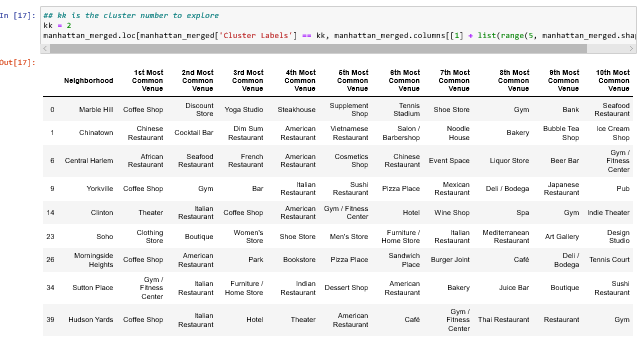 In [17]: ## kk is the cluster number to explore
kk = 2
manhattan_merged.loc[manhattan_merged['Cluster Labels'] == kk, manhattan_merged.columns[[1] + list(range(5, manhattan_merged.shap
Out[17]:
Neighborhood 1st Most Common Venue 2nd Most Common Venue 3rd Most Common Venue 4th Most Common Venue 5th Most Common Venue 6th Most Common Venue 7th Most Common Venue 8th Most Common Venue 9th Most Common Venue 10th Most Common Venue
0 Marble Hill Coffee Shop Discount Store Yoga Studio Steakhouse Supplement Shop Tennis Stadium Shoe Store Gym Bank Seafood Restaurant
1 Chinatown Chinese Restaurant Cocktail Bar Dim Sum Restaurant American Restaurant Vietnamese Restaurant Salon / Barbershop Noodle House Bakery Bubble Tea Shop Ice Cream Shop
6 Central Harlem African Restaurant Seafood Restaurant French Restaurant American Restaurant Cosmetics Shop Chinese Restaurant Event Space Liquor Store Beer Bar Gym / Fitness Center
9 Yorkville Coffee Shop Gym Bar Italian Restaurant Sushi Restaurant Pizza Place Mexican Restaurant Deli / Bodega Japanese Restaurant Pub
14 Clinton Theater Italian Restaurant Coffee Shop American Restaurant Gym / Fitness Center Hotel Wine Shop Spa Gym Indie Theater
23 Soho Clothing Store Boutique Women's Store Shoe Store Men's Store Furniture / Home Store Italian Restaurant Mediterranean Restaurant Art Gallery Design Studio
26 Morningside Heights Coffee Shop American Restaurant Park Bookstore Pizza Place Sandwich Place Burger Joint Café Deli / Bodega Tennis Court
34 Sutton Place Gym / Fitness Center Italian Restaurant Furniture / Home Store Indian Restaurant Dessert Shop American Restaurant Bakery Juice Bar Boutique Sushi Restaurant
39 Hudson Yards Coffee Shop Italian Restaurant Hotel Theater American Restaurant Café Gym / Fitness Center Thai Restaurant Restaurant Gym